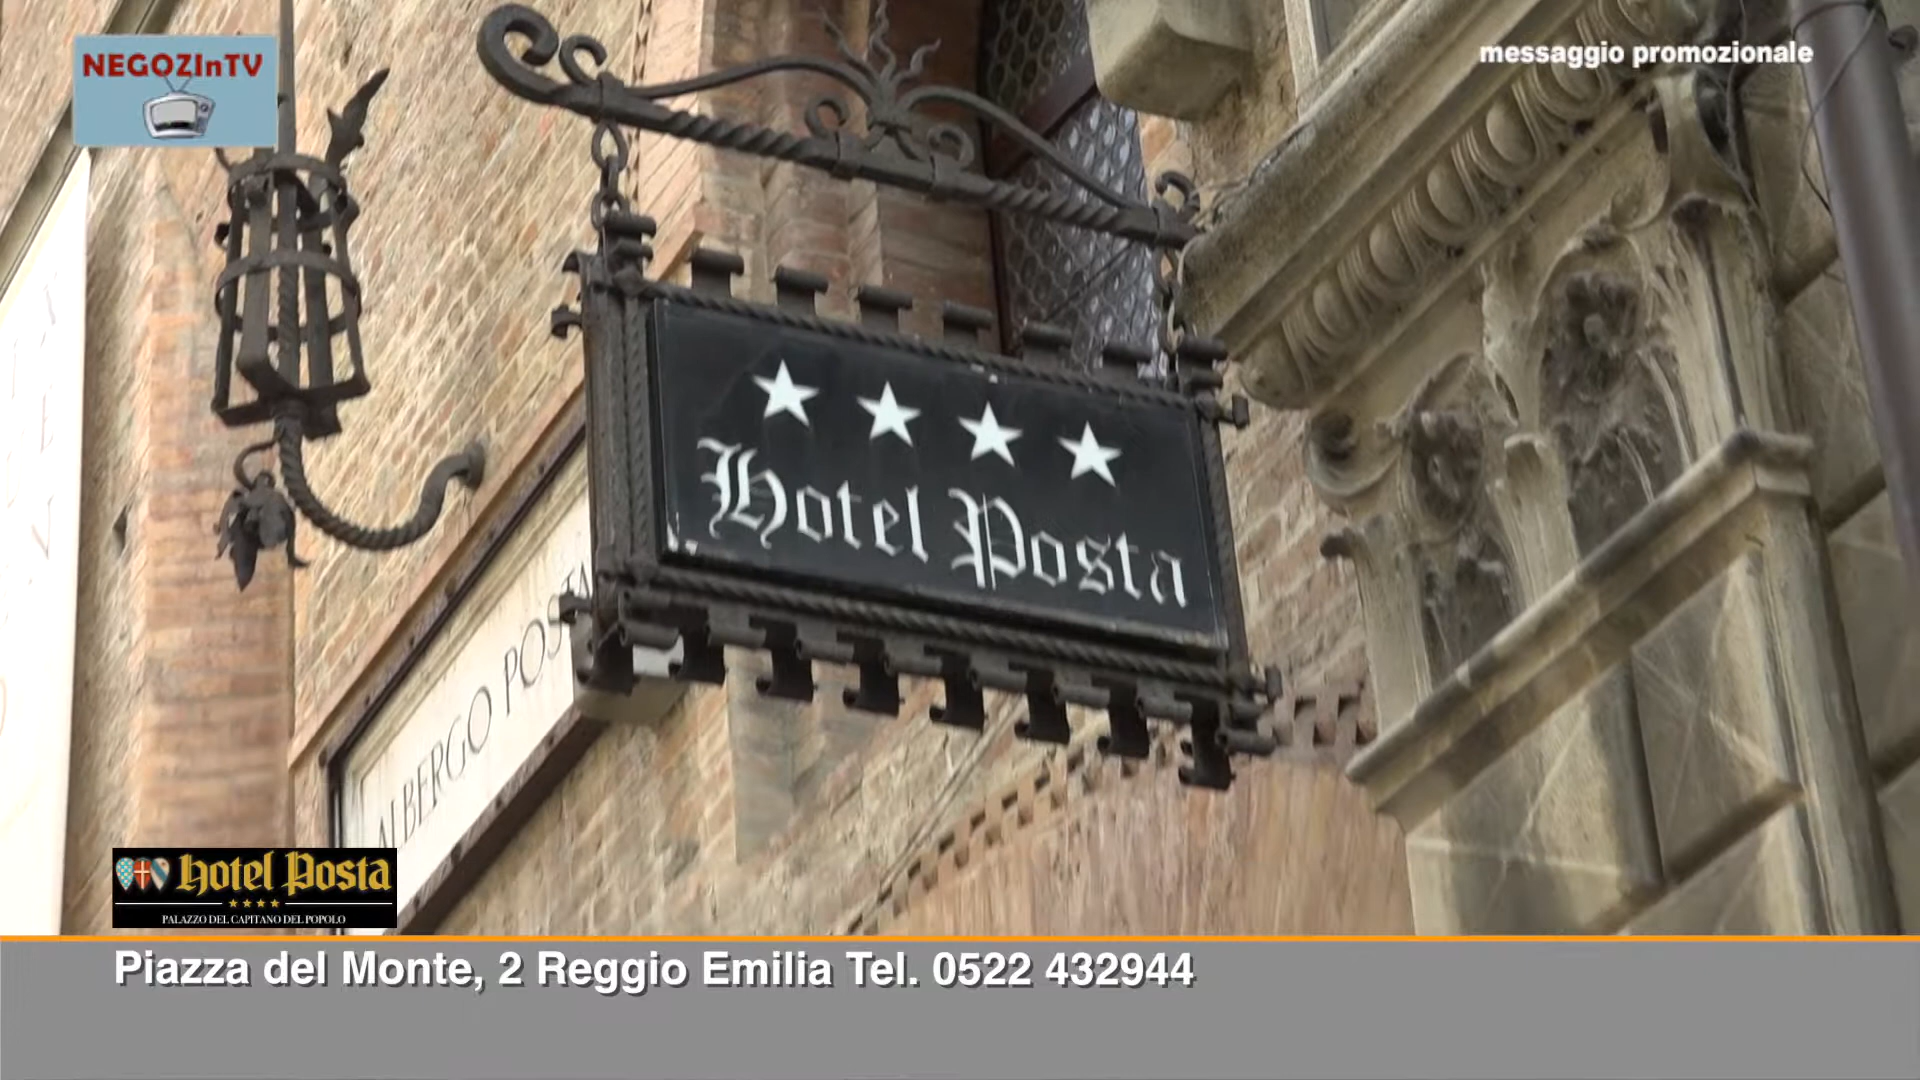 NEGOZInTV
messaggio promozionale
Hotel Posta
ALBERGO POSTA
Hotel Posta
PALAZZO DEL CAPITANO DEL POPOLO
Piazza del Monte, 2 Reggio Emilia Tel. 0522 432944